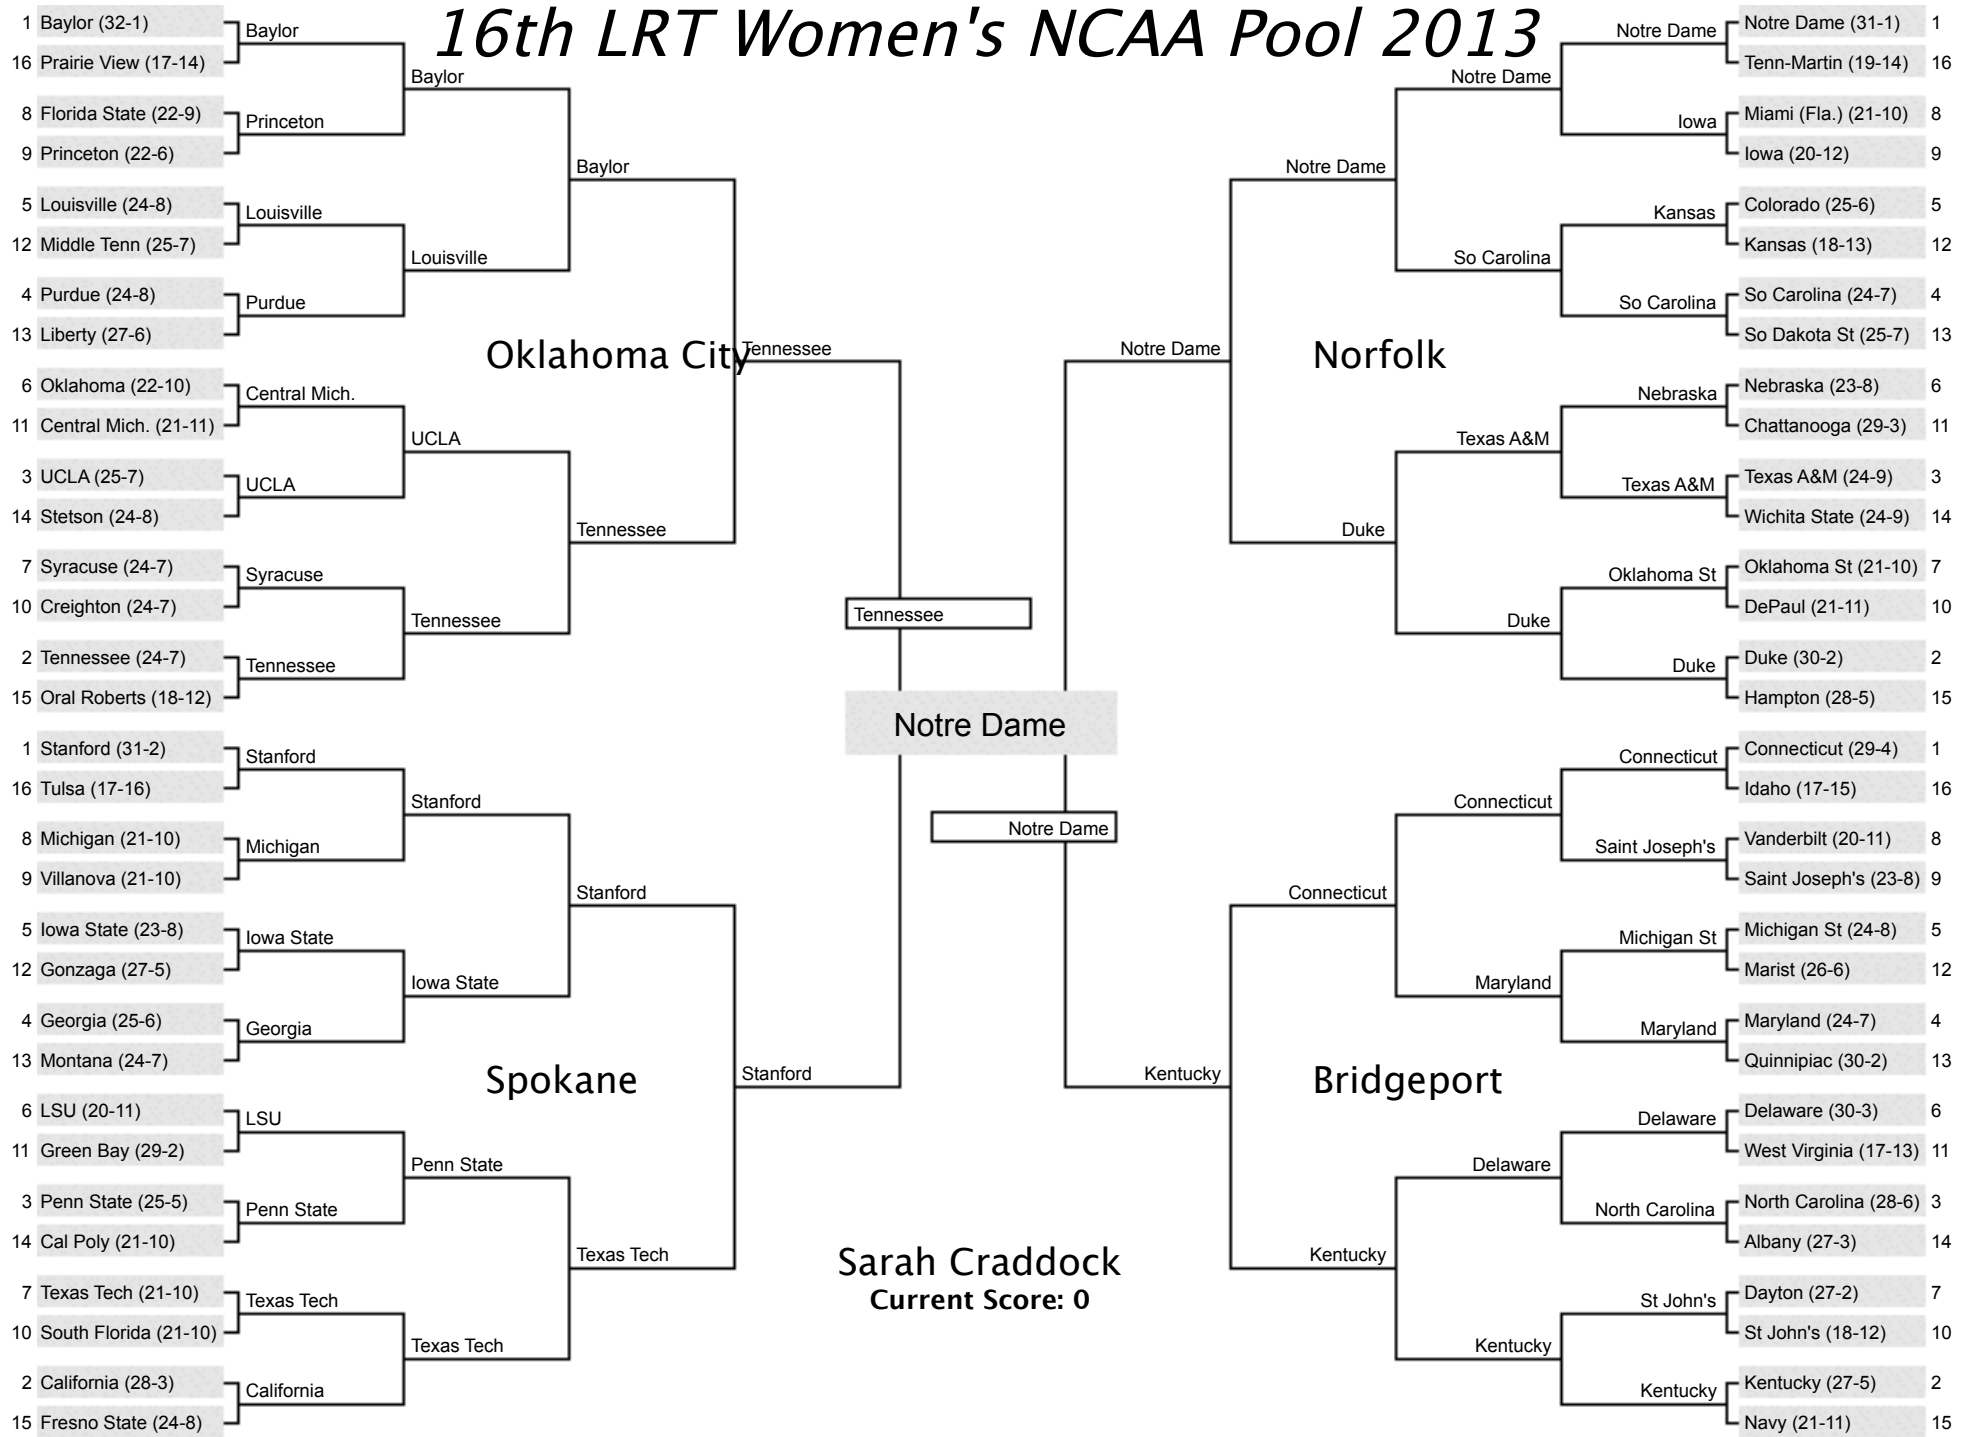 16th LRT Women's NCAA Pool 2013
1 Baylor (32-1)
16 Prairie View (17-14)
8 Florida State (22-9)
9 Princeton (22-6)
5 Louisville (24-8)
12 Middle Tenn (25-7)
4 Purdue (24-8)
13 Liberty (27-6)
6 Oklahoma (22-10)
11 Central Mich. (21-11)
3 UCLA (25-7)
14 Stetson (24-8)
7 Syracuse (24-7)
10 Creighton (24-7)
2 Tennessee (24-7)
15 Oral Roberts (18-12)
Baylor
Princeton
Louisville
Purdue
Central Mich.
UCLA
Syracuse
Tennessee
Baylor
Louisville
UCLA
Tennessee
Baylor
Tennessee
Oklahoma City
Tennessee
1 Stanford (31-2)
16 Tulsa (17-16)
8 Michigan (21-10)
9 Villanova (21-10)
5 Iowa State (23-8)
12 Gonzaga (27-5)
4 Georgia (25-6)
13 Montana (24-7)
6 LSU (20-11)
11 Green Bay (29-2)
3 Penn State (25-5)
14 Cal Poly (21-10)
7 Texas Tech (21-10)
10 South Florida (21-10)
2 California (28-3)
15 Fresno State (24-8)
Stanford
Michigan
Iowa State
Georgia
LSU
Penn State
Texas Tech
California
Stanford
Iowa State
Penn State
Texas Tech
Stanford
Texas Tech
Spokane
Stanford
Tennessee
Notre Dame
Notre Dame
Sarah Craddock
Current Score: 0
Notre Dame
Norfolk
Notre Dame
Duke
Notre Dame
So Carolina
Texas A&M
Duke
Notre Dame
Iowa
Kansas
So Carolina
Nebraska
Texas A&M
Oklahoma St
Duke
Notre Dame (31-1) 1
Tenn-Martin (19-14) 16
Miami (Fla.) (21-10) 8
Iowa (20-12) 9
Colorado (25-6) 5
Kansas (18-13) 12
So Carolina (24-7) 4
So Dakota St (25-7) 13
Nebraska (23-8) 6
Chattanooga (29-3) 11
Texas A&M (24-9) 3
Wichita State (24-9) 14
Oklahoma St (21-10) 7
DePaul (21-11) 10
Duke (30-2) 2
Hampton (28-5) 15
Kentucky
Bridgeport
Connecticut
Kentucky
Connecticut
Maryland
Delaware
Kentucky
Connecticut
Saint Joseph's
Michigan St
Maryland
Delaware
North Carolina
St John's
Kentucky
Connecticut (29-4) 1
Idaho (17-15) 16
Vanderbilt (20-11) 8
Saint Joseph's (23-8) 9
Michigan St (24-8) 5
Marist (26-6) 12
Maryland (24-7) 4
Quinnipiac (30-2) 13
Delaware (30-3) 6
West Virginia (17-13) 11
North Carolina (28-6) 3
Albany (27-3) 14
Dayton (27-2) 7
St John's (18-12) 10
Kentucky (27-5) 2
Navy (21-11) 15